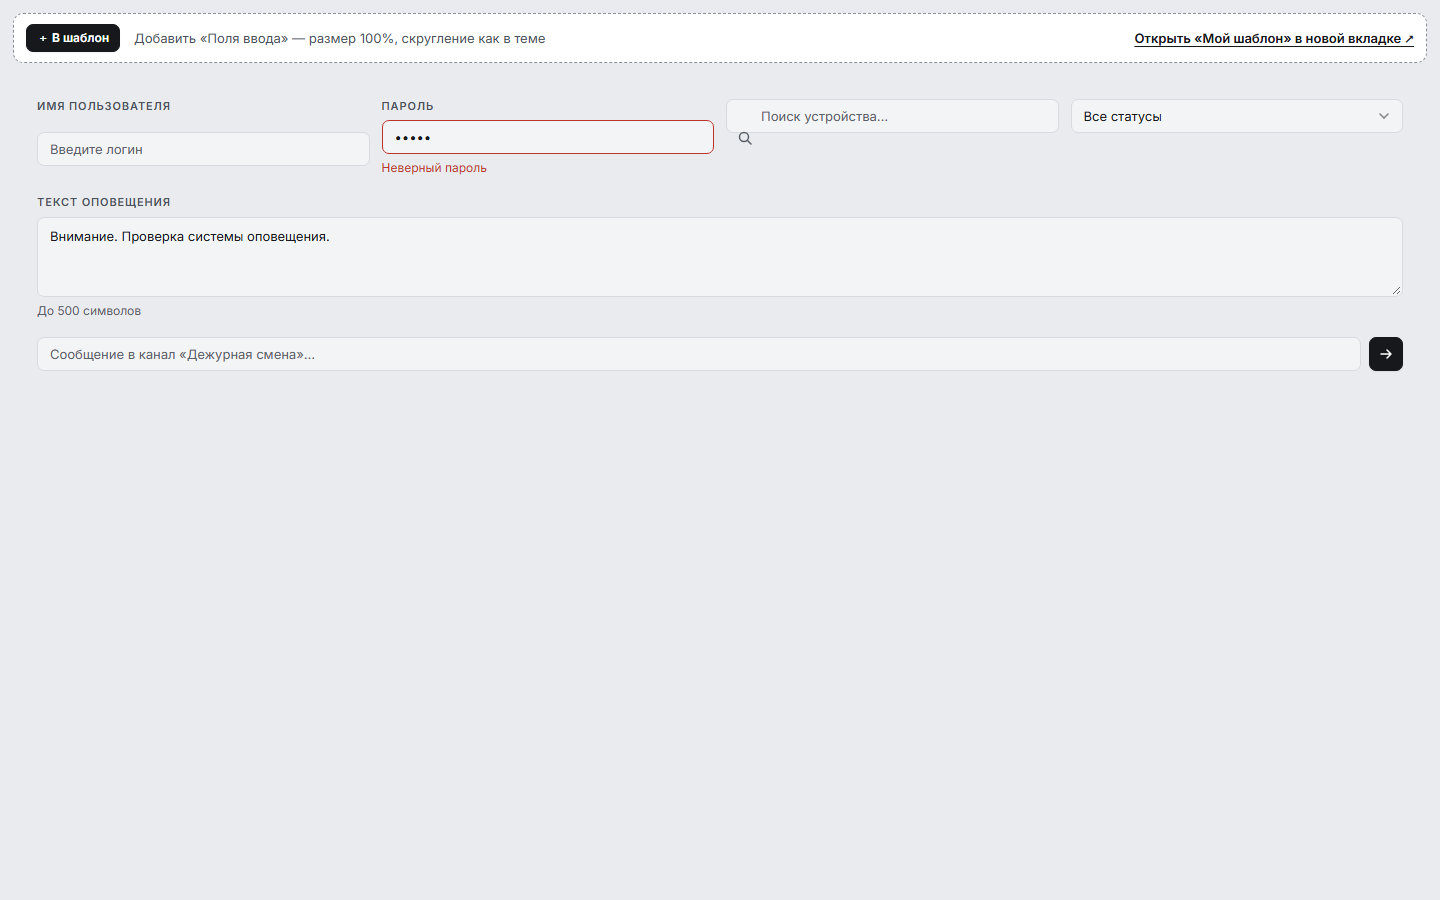 + В шаблон
Добавить «Поля ввода» — размер 100%, скругление как в теме
Открыть «Мой шаблон» в новой вкладке ↗
ИМЯ ПОЛЬЗОВАТЕЛЯ
Введите логин
ПАРОЛЬ
•••••
Неверный пароль
Поиск устройства...
Все статусы
ТЕКСТ ОПОВЕЩЕНИЯ
Внимание. Проверка системы оповещения.
До 500 символов
Сообщение в канал «Дежурная смена»...